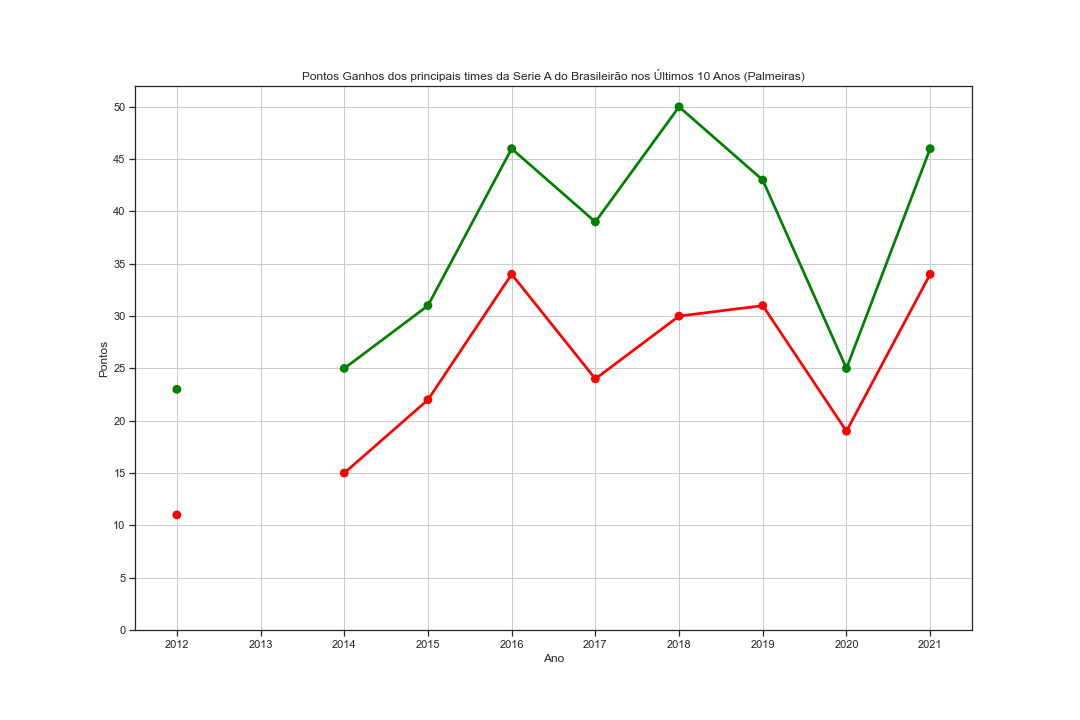 Pontos Ganhos dos principais times da Serie A do Brasileirão nos Últimos 10 Anos (Palmeiras)
Pontos
50
45
40
35
30
25
20
15
10
5
0
2012 2013 2014 2015 2016 2017 2018 2019 2020 2021
Ano